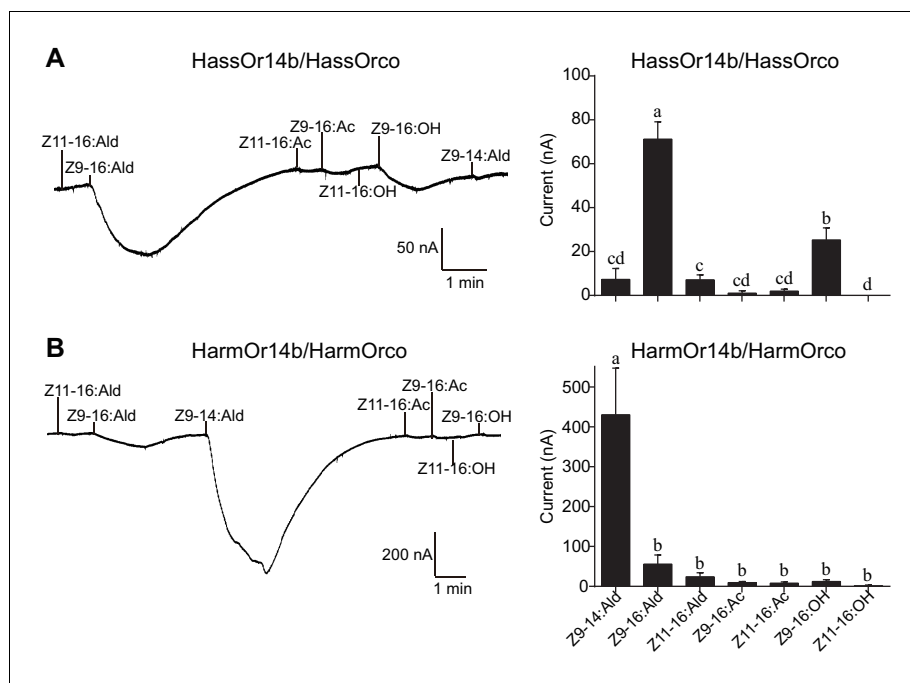 A
HassOr14b/HassOrco
Z11-16:Ald
Z9-16:Ald
Z11-16:Ac
Z9-16:Ac
Z11-16:OH
Z9-16:OH
Z9-14:Ald
50 nA
1 min
HassOr14b/HassOrco
Current (nA)
100
80
60
40
20
0
cd
a
c
cd
cd
b
d
B
HarmOr14b/HarmOrco
Z11-16:Ald
Z9-16:Ald
Z9-14:Ald
Z11-16:Ac
Z9-16:Ac
Z11-16:OH
Z9-16:OH
200 nA
1 min
HarmOr14b/HarmOrco
Current (nA)
500
400
300
200
100
0
a
b
b
b
b
b
b
Z9-14:Ald
Z9-16:Ald
Z11-16:Ald
Z9-16:Ac
Z11-16:Ac
Z9-16:OH
Z11-16:OH